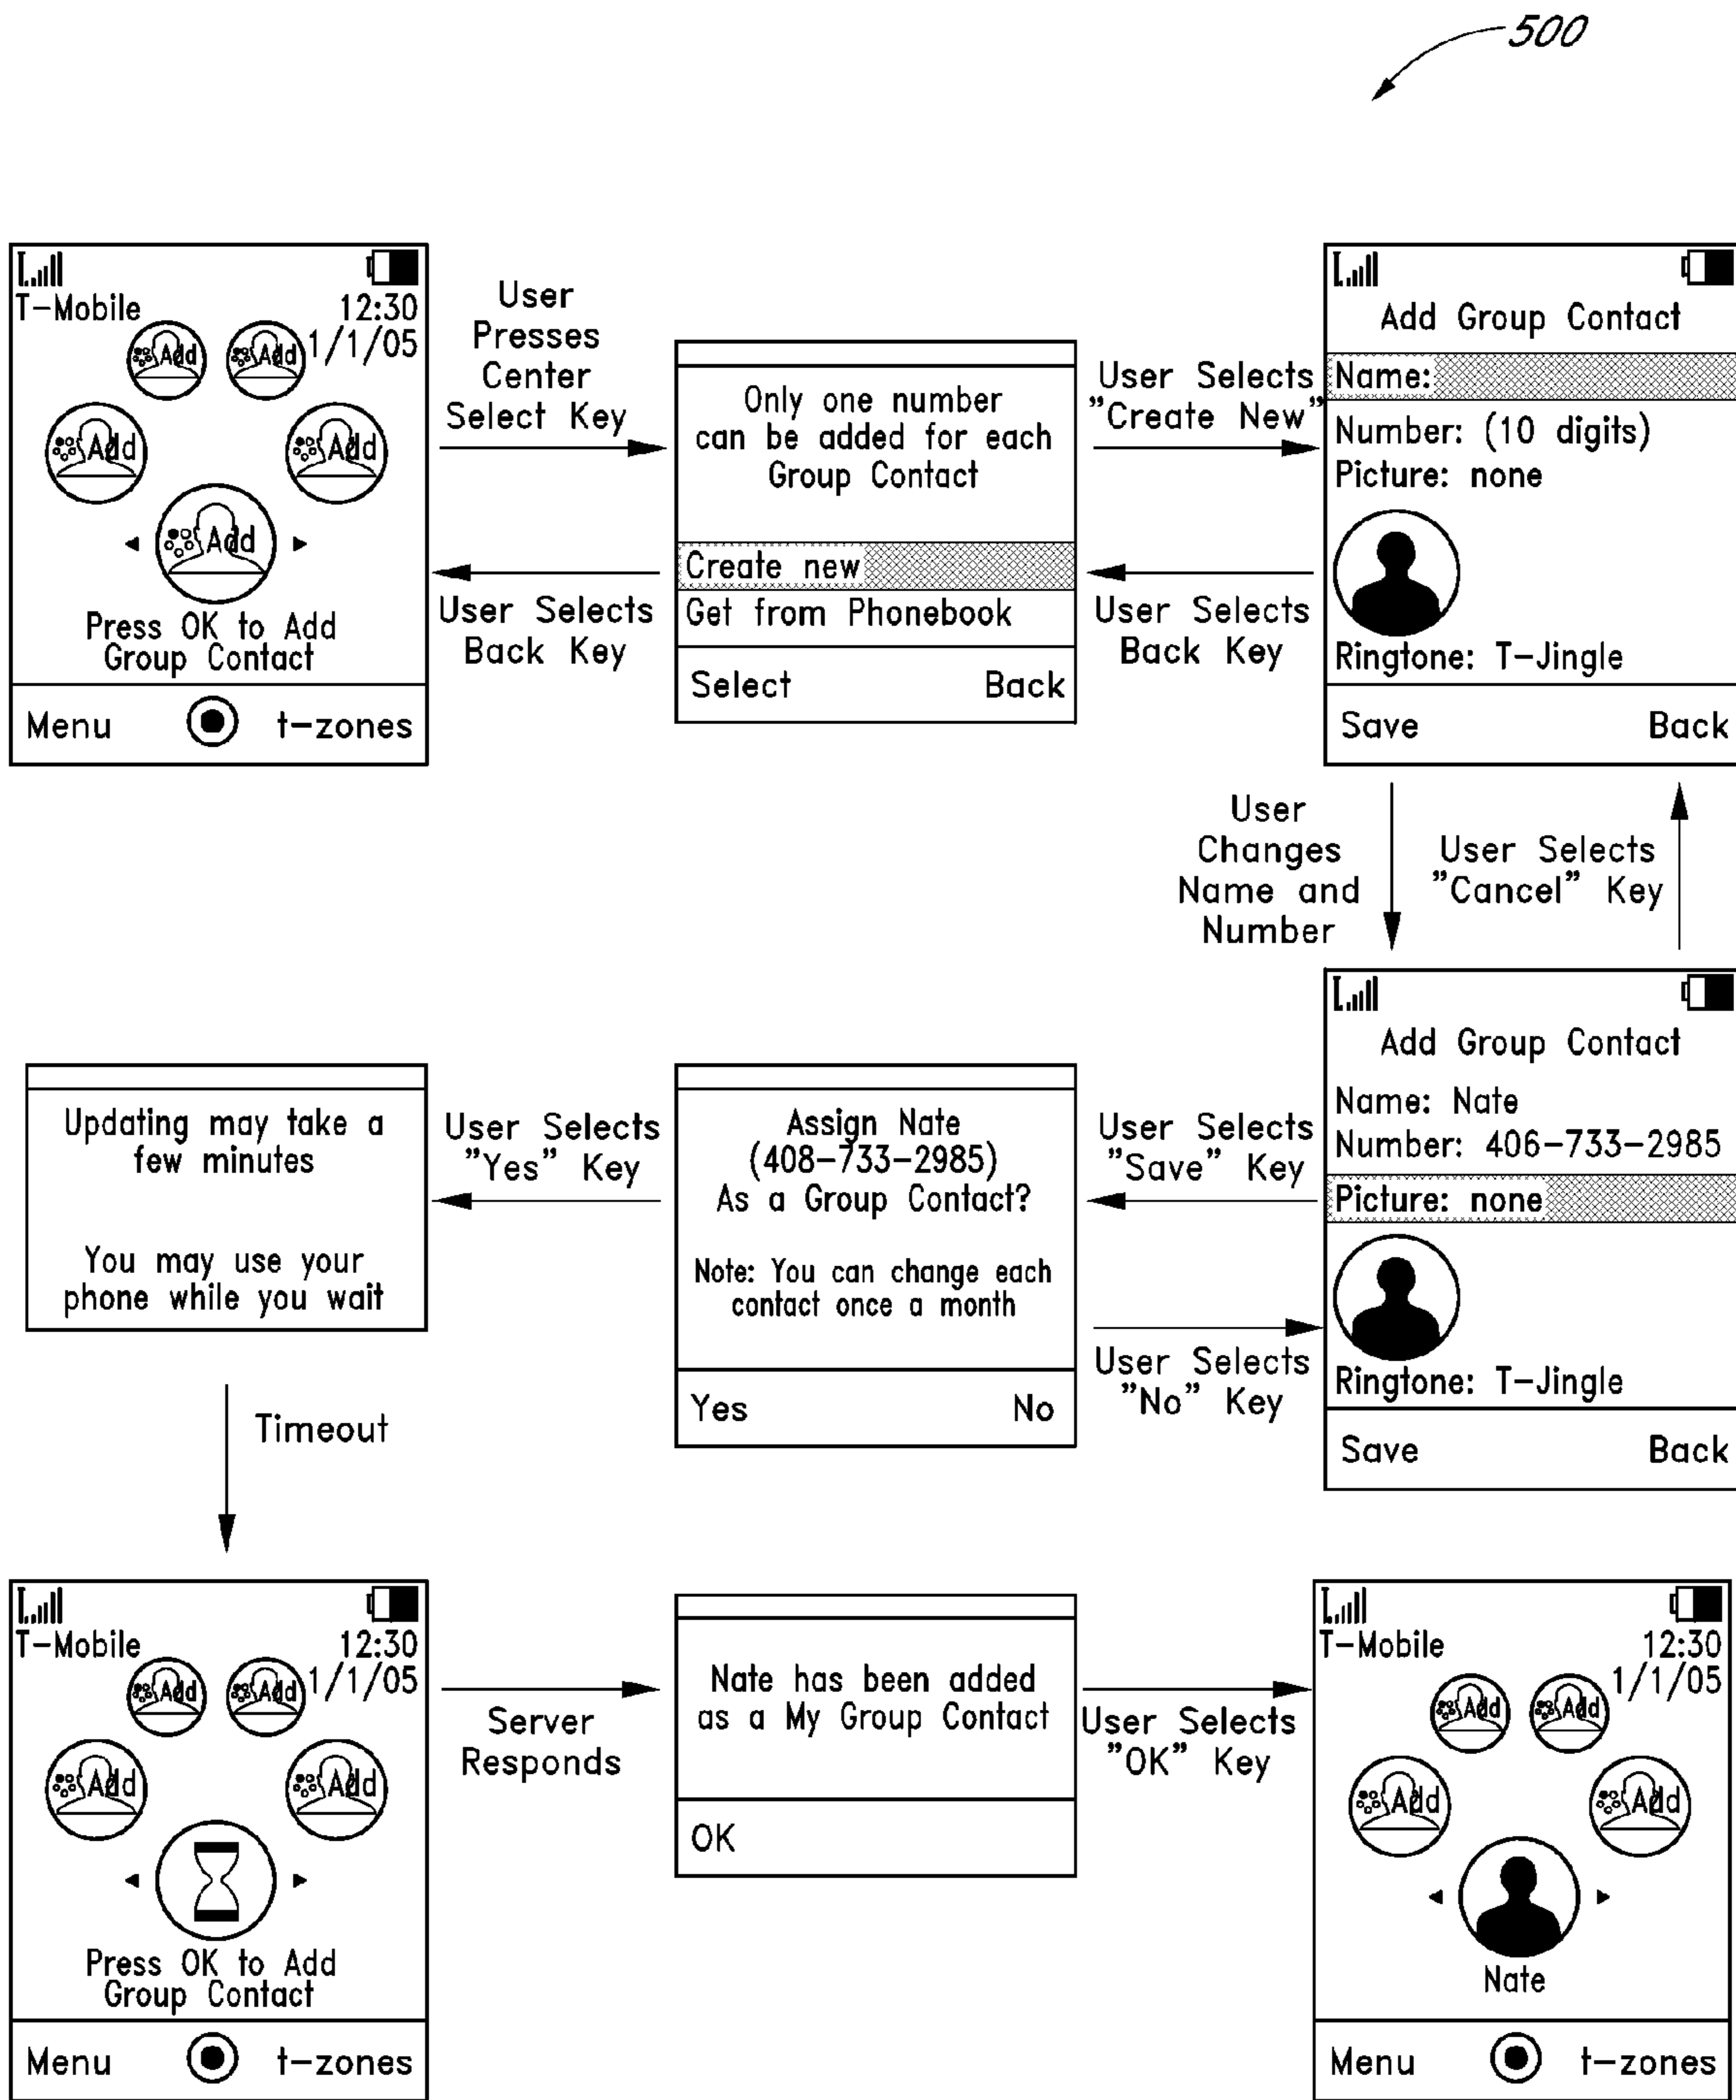 500
T-Mobile 12:30
1/1/05
Add Add
Add Add
Add
Press OK to Add
Group Contact
Menu t-zones
User
Presses
Center
Select Key
User Selects
Back Key
Only one number
can be added for each
Group Contact
Create new
Get from Phonebook
Select Back
User Selects
"Create New"
User Selects
Back Key
Add Group Contact
Name:
Number: (10 digits)
Picture: none
Ringtone: T-Jingle
Save Back
User
Changes
Name and
Number
User Selects
"Cancel" Key
Add Group Contact
Name: Nate
Number: 406-733-2985
Picture: none
Ringtone: T-Jingle
Save Back
User Selects
"Save" Key
User Selects
"No" Key
Assign Nate
(408-733-2985)
As a Group Contact?
Note: You can change each
contact once a month
Yes No
User Selects
"Yes" Key
Updating may take a
few minutes
You may use your
phone while you wait
Timeout
T-Mobile 12:30
1/1/05
Add Add
Add Add
Press OK to Add
Group Contact
Menu t-zones
Server
Responds
Nate has been added
as a My Group Contact
OK
User Selects
"OK" Key
T-Mobile 12:30
1/1/05
Add Add
Add Add
Nate
Menu t-zones